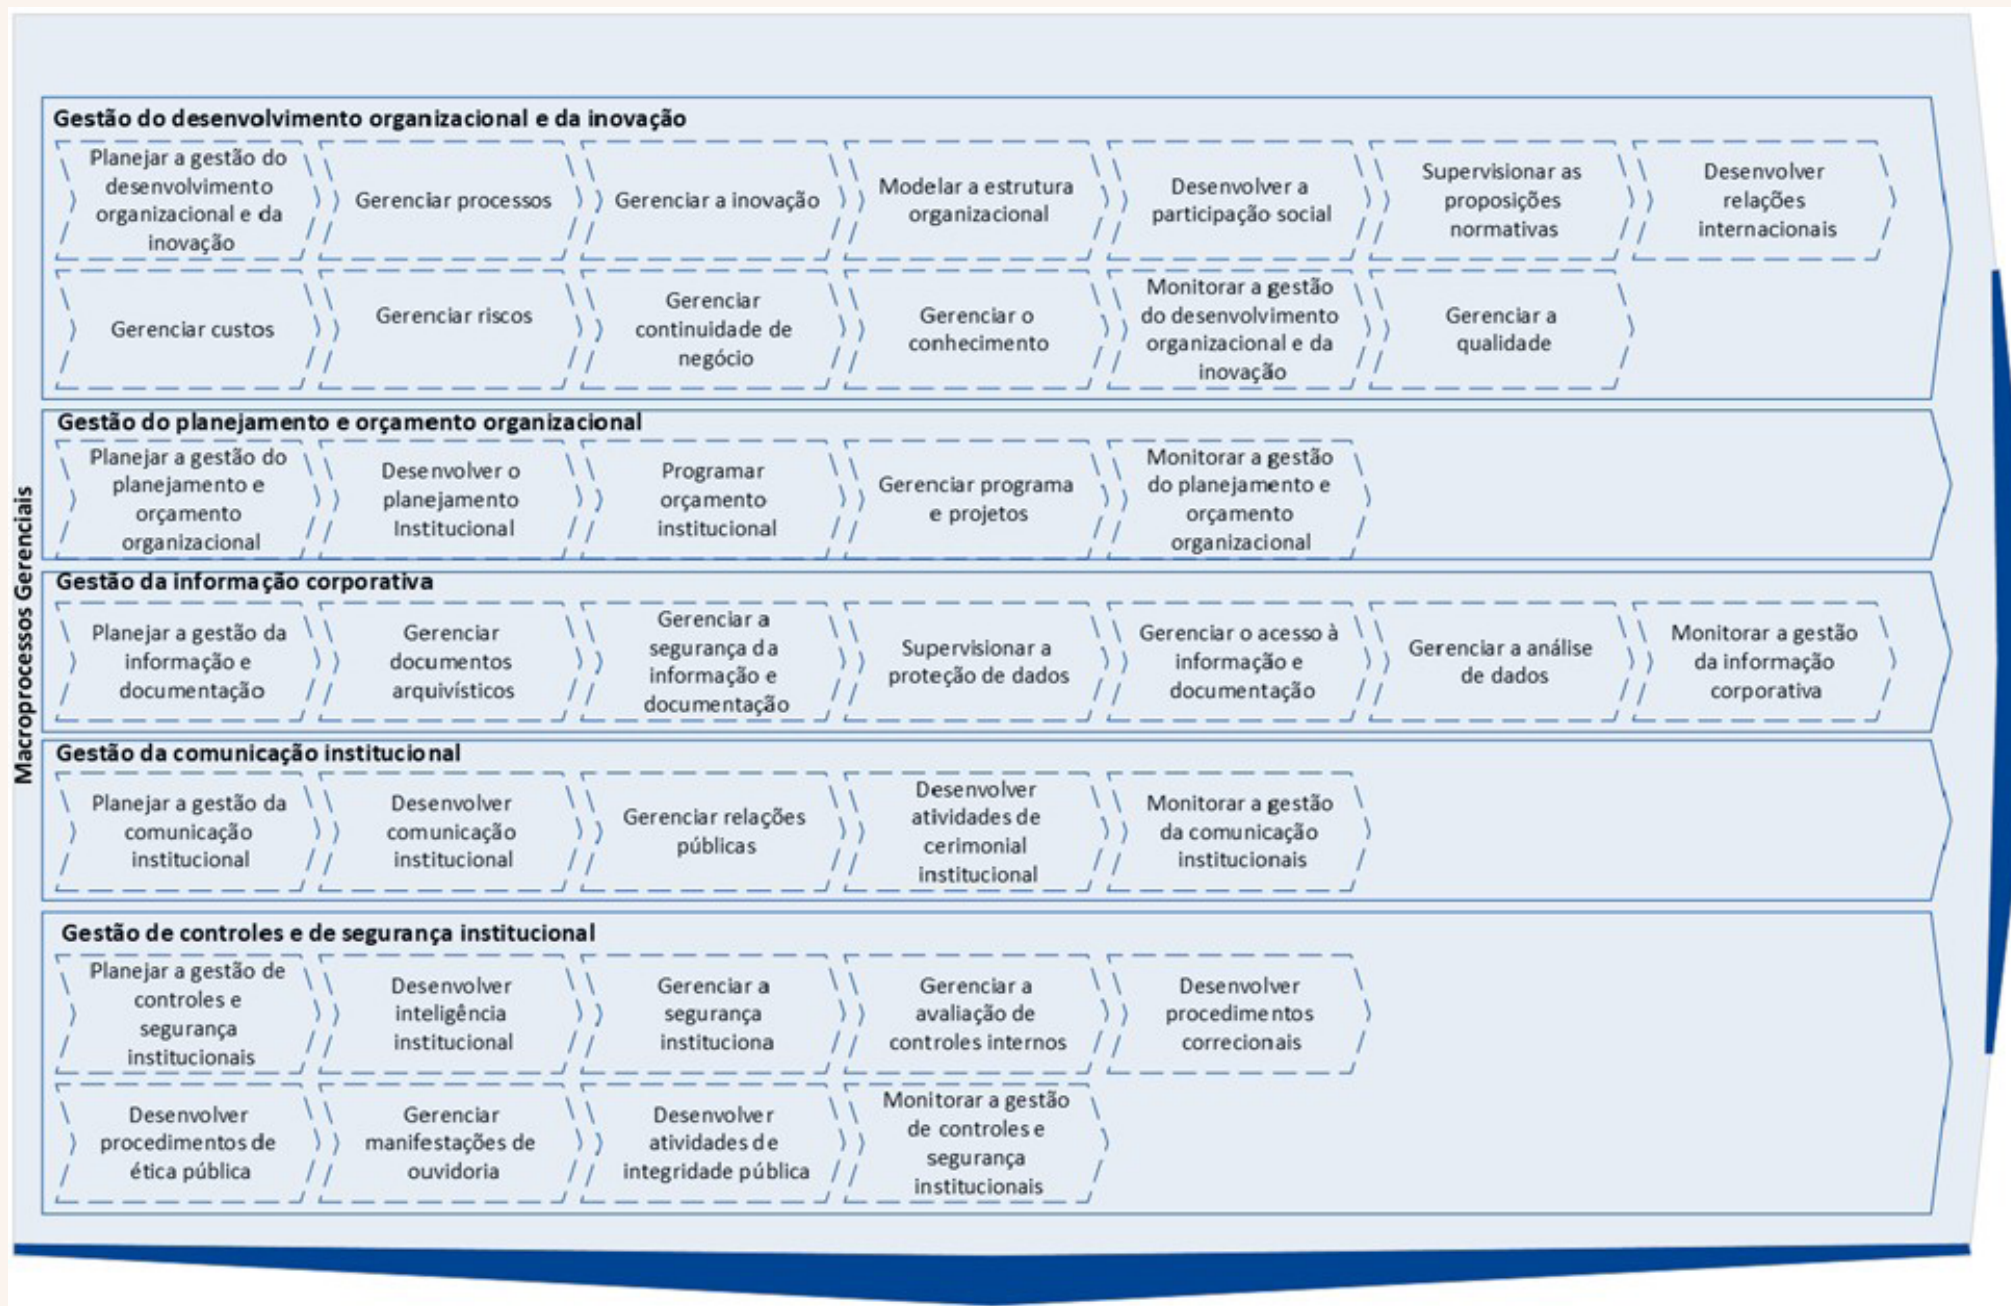 Macroprocessos Gerenciais
Gestão do desenvolvimento organizacional e da inovação
Planejar a gestão do
desenvolvimento
organizacional e da
inovação
Gerenciar processos
Gerenciar a inovação
Modelar a estrutura
organizacional
Desenvolver a
participação social
Supervisionar as
proposições
normativas
Desenvolver
relações
internacionais
Gerenciar custos
Gerenciar riscos
Gerenciar
continuidade de
negócio
Gerenciar o
conhecimento
Monitorar a gestão
do desenvolvimento
organizacional e da
inovação
Gerenciar a
qualidade
Gestão do planejamento e orçamento organizacional
Planejar a gestão do
planejamento e
orçamento
organizacional
Desenvolver o
planejamento
Institucional
Programar
orçamento
institucional
Gerenciar programa
e projetos
Monitorar a gestão
do planejamento e
orçamento
organizacional
Gestão da informação corporativa
Planejar a gestão da
informação e
documentação
Gerenciar
documentos
arquivísticos
Gerenciar a
segurança da
informação e
documentação
Supervisionar a
proteção de dados
Gerenciar o acesso à
informação e
documentação
Gerenciar a análise
de dados
Monitorar a gestão
da informação
corporativa
Gestão da comunicação institucional
Planejar a gestão da
comunicação
institucional
Desenvolver
comunicação
institucional
Gerenciar relações
públicas
Desenvolver
atividades de
cerimonial
institucional
Monitorar a gestão
da comunicação
institucionais
Gestão de controles e de segurança institucional
Planejar a gestão de
controles e
segurança
institucionais
Desenvolver
inteligência
institucional
Gerenciar a
segurança
instituciona
Gerenciar a
avaliação de
controles internos
Desenvolver
procedimentos
correcionais
Desenvolver
procedimentos de
ética pública
Gerenciar
manifestações de
ouvidoria
Desenvolver
atividades de
integridade pública
Monitorar a gestão
de controles e
segurança
institucionais